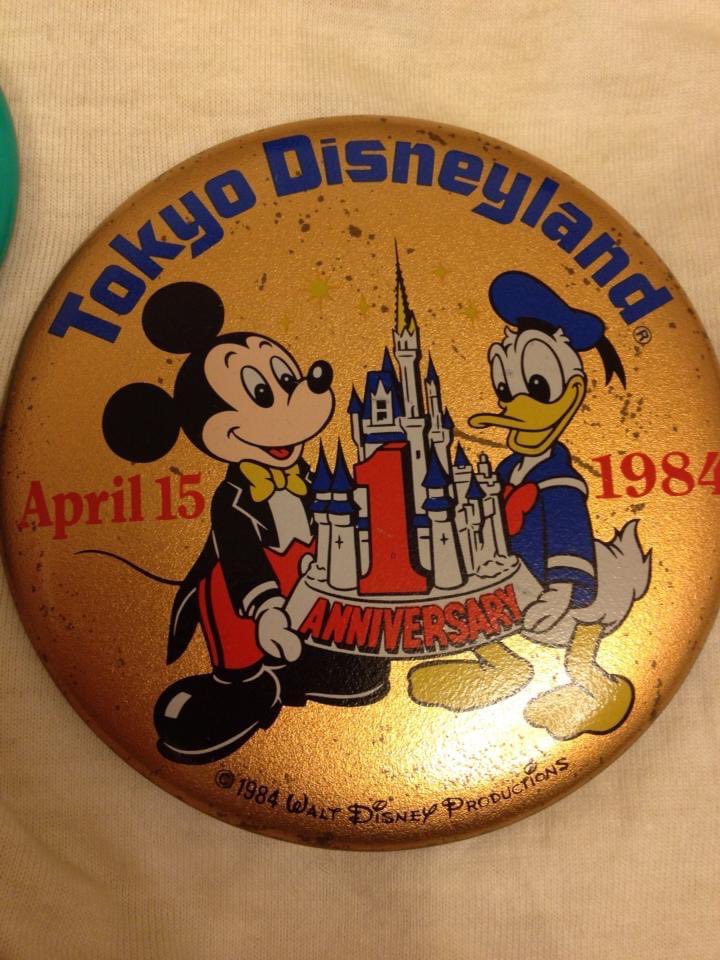 Tokyo Disneyland®
April 15
1984
1
ANNIVERSARY
© 1984 WALT DISNEY PRODUCTIONS